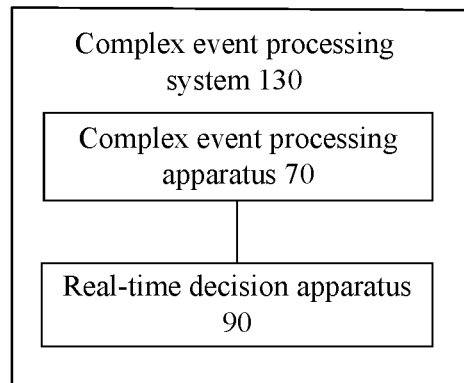 Complex event processing
system 130
Complex event processing
apparatus 70
Real-time decision apparatus
90